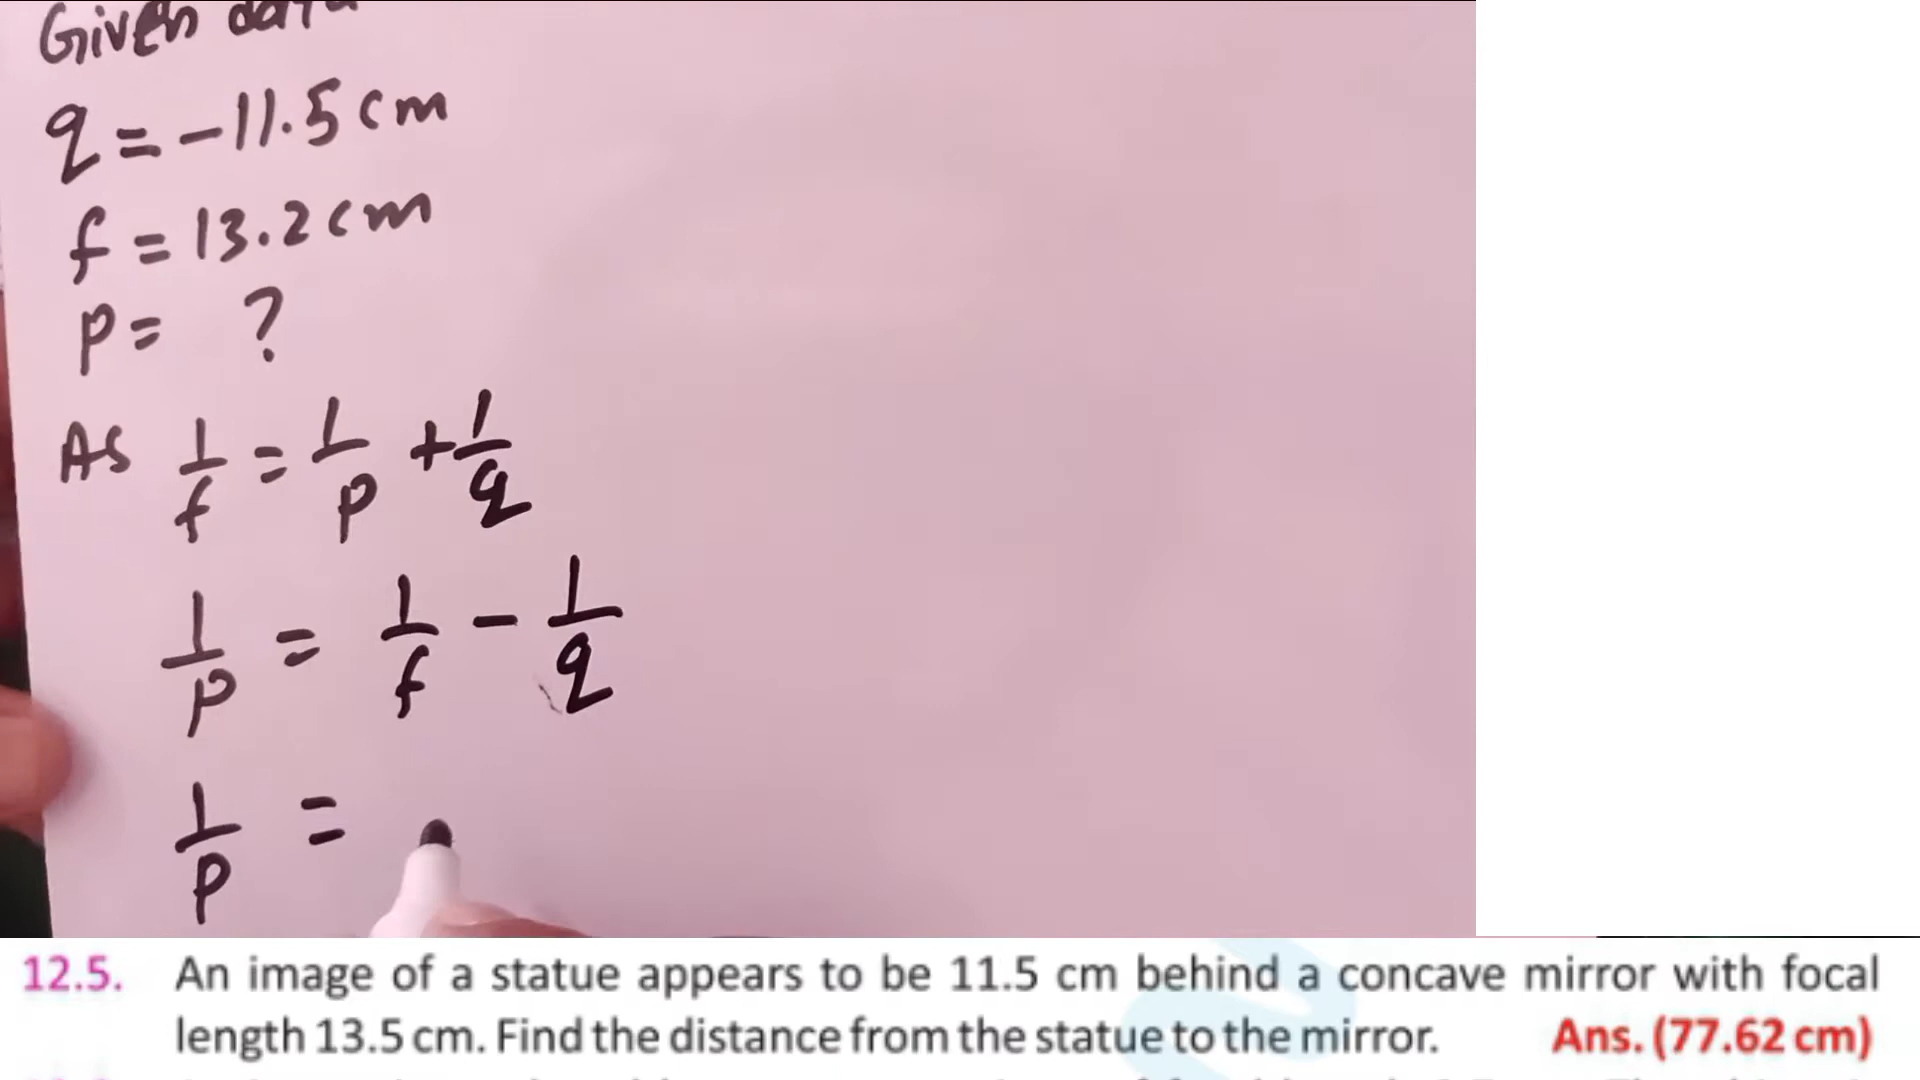 Given data
q = -11.5 cm
f = 13.2 cm
p = ?
As 1/f = 1/p + 1/q
1/p = 1/f - 1/q
1/p =
12.5. An image of a statue appears to be 11.5 cm behind a concave mirror with focal
length 13.5 cm. Find the distance from the statue to the mirror. Ans. (77.62 cm)